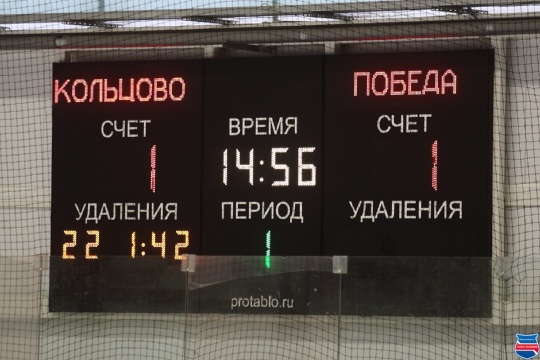 КОЛЬЦОВО
ПОБЕДА
СЧЕТ
ВРЕМЯ
СЧЕТ
1
14:56
1
УДАЛЕНИЯ
ПЕРИОД
УДАЛЕНИЯ
22 1:42
1
protablo.ru